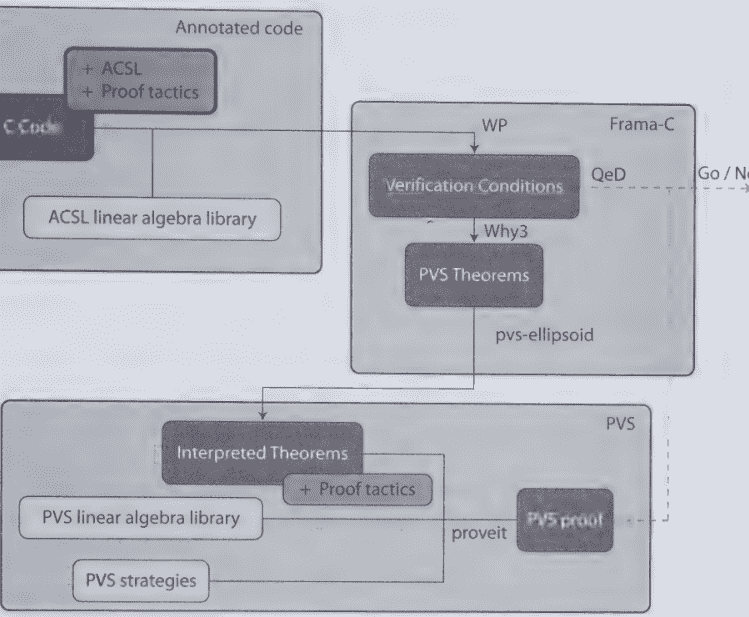 Annotated code
+ ACSL
+ Proof tactics
C Code
ACSL linear algebra library
WP
Frama-C
Verification Conditions
QeD
Go /
Why3
PVS Theorems
pvs-ellipsoid
PVS
Interpreted Theorems
+ Proof tactics
PVS linear algebra library
proveit
PVS proof
PVS strategies